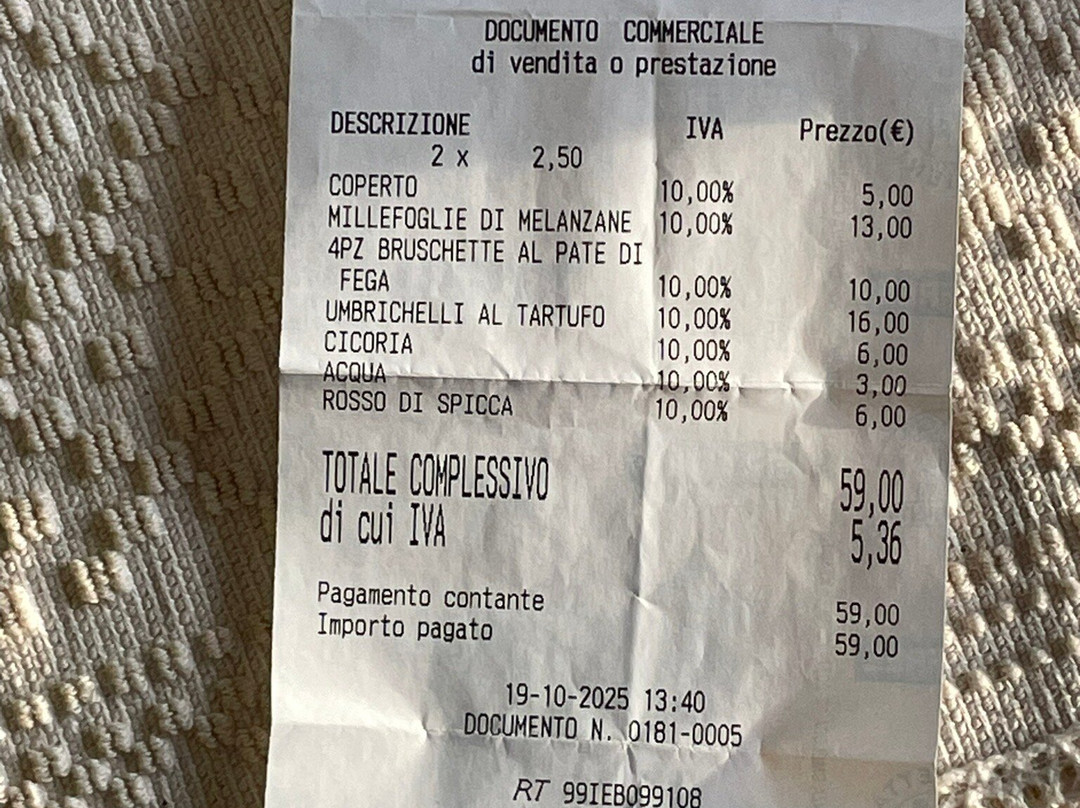 DOCUMENTO COMMERCIALE
di vendita o prestazione
DESCRIZIONE IVA Prezzo(€)
2 x 2,50
COPERTO 10,00% 5,00
MILLEFOGLIE DI MELANZANE 10,00% 13,00
4PZ BRUSCHETTE AL PATE DI
FEGA 10,00% 10,00
UMBRICHELLI AL TARTUFO 10,00% 16,00
CICORIA 10,00% 6,00
ACQUA 10,00% 3,00
ROSSO DI SPICCA 10,00% 6,00
TOTALE COMPLESSIVO 59,00
di cui IVA 5,36
Pagamento contante 59,00
Importo pagato 59,00
19-10-2025 13:40
DOCUMENTO N. 0181-0005
RT 99IEB099108